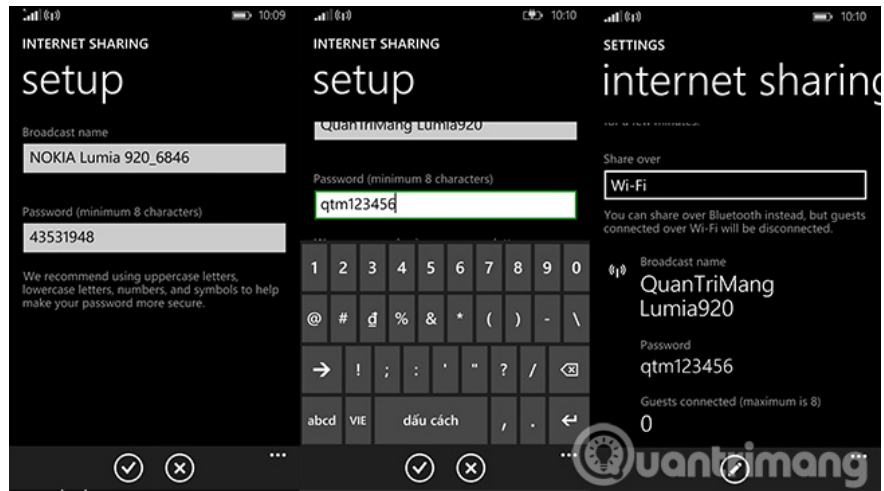 10:09
INTERNET SHARING
setup
Broadcast name
NOKIA Lumia 920_6846
Password (minimum 8 characters)
43531948
We recommend using uppercase letters,
lowercase letters, numbers, and symbols to help
make your password more secure.
10:10
INTERNET SHARING
setup
QuanTriMang Lumia920
Password (minimum 8 characters)
qtm123456
1 2 3 4 5 6 7 8 9 0
@ # ₫ % & * ( ) - \
! ; : ' " ? /
abcd VIE dấu cách , .
10:10
SETTINGS
internet sharing
for a few minutes.
Share over
Wi-Fi
You can share over Bluetooth instead, but guests
connected over Wi-Fi will be disconnected.
Broadcast name
QuanTriMang
Lumia920
Password
qtm123456
Guests connected (maximum is 8)
0
Quantrimang